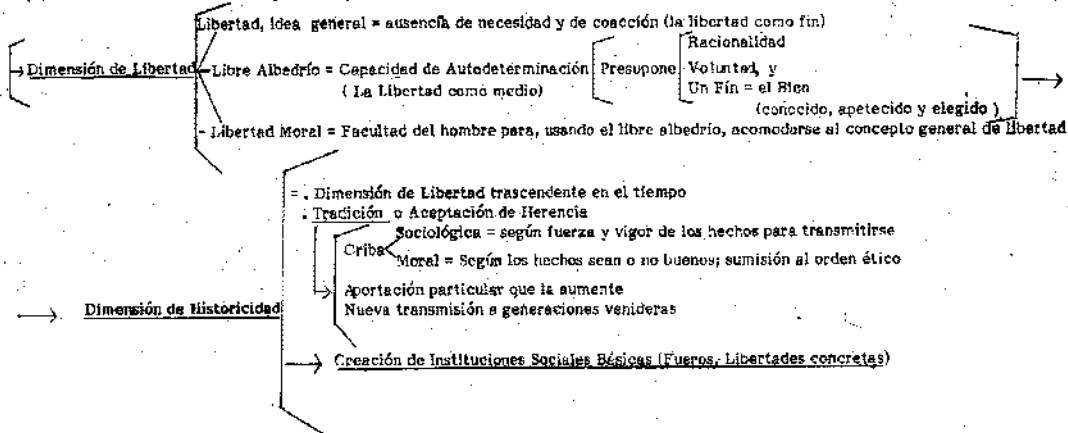 Libertad, idea general = ausencia de necesidad y de coacción (la libertad como fin)
Dimensión de Libertad
-Libre Albedrío = Capacidad de Autodeterminación
( La Libertad como medio)
Presupone
Racionalidad
Voluntad, y
Un Fín = el Bien
(conocido, apetecido y elegido )
- Libertad Moral = Facultad del hombre para, usando el libre albedrío, acomodarse al concepto general de libertad
= . Dimensión de Libertad trascendente en el tiempo
. Tradición o Aceptación de Herencia
Criba
Sociológica = según fuerza y vigor de los hechos para transmitirse
Moral = Según los hechos sean o no buenos; sumisión al orden ético
Aportación particular que la aumente
Nueva transmisión a generaciones venideras
Dimensión de Historicidad
Creación de Instituciones Sociales Básicas (Fueros, Libertades concretas)